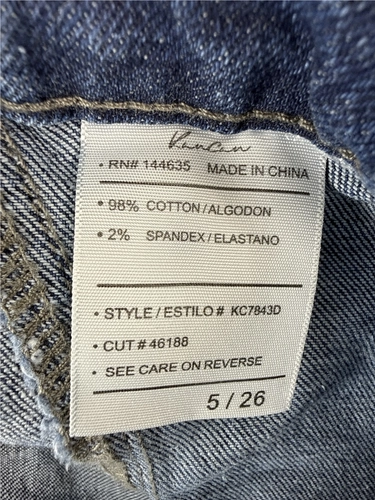 KanCan
• RN# 144635 MADE IN CHINA
• 98% COTTON / ALGODON
• 2% SPANDEX / ELASTANO
• STYLE / ESTILO # KC7843D
• CUT # 46188
• SEE CARE ON REVERSE
5 / 26